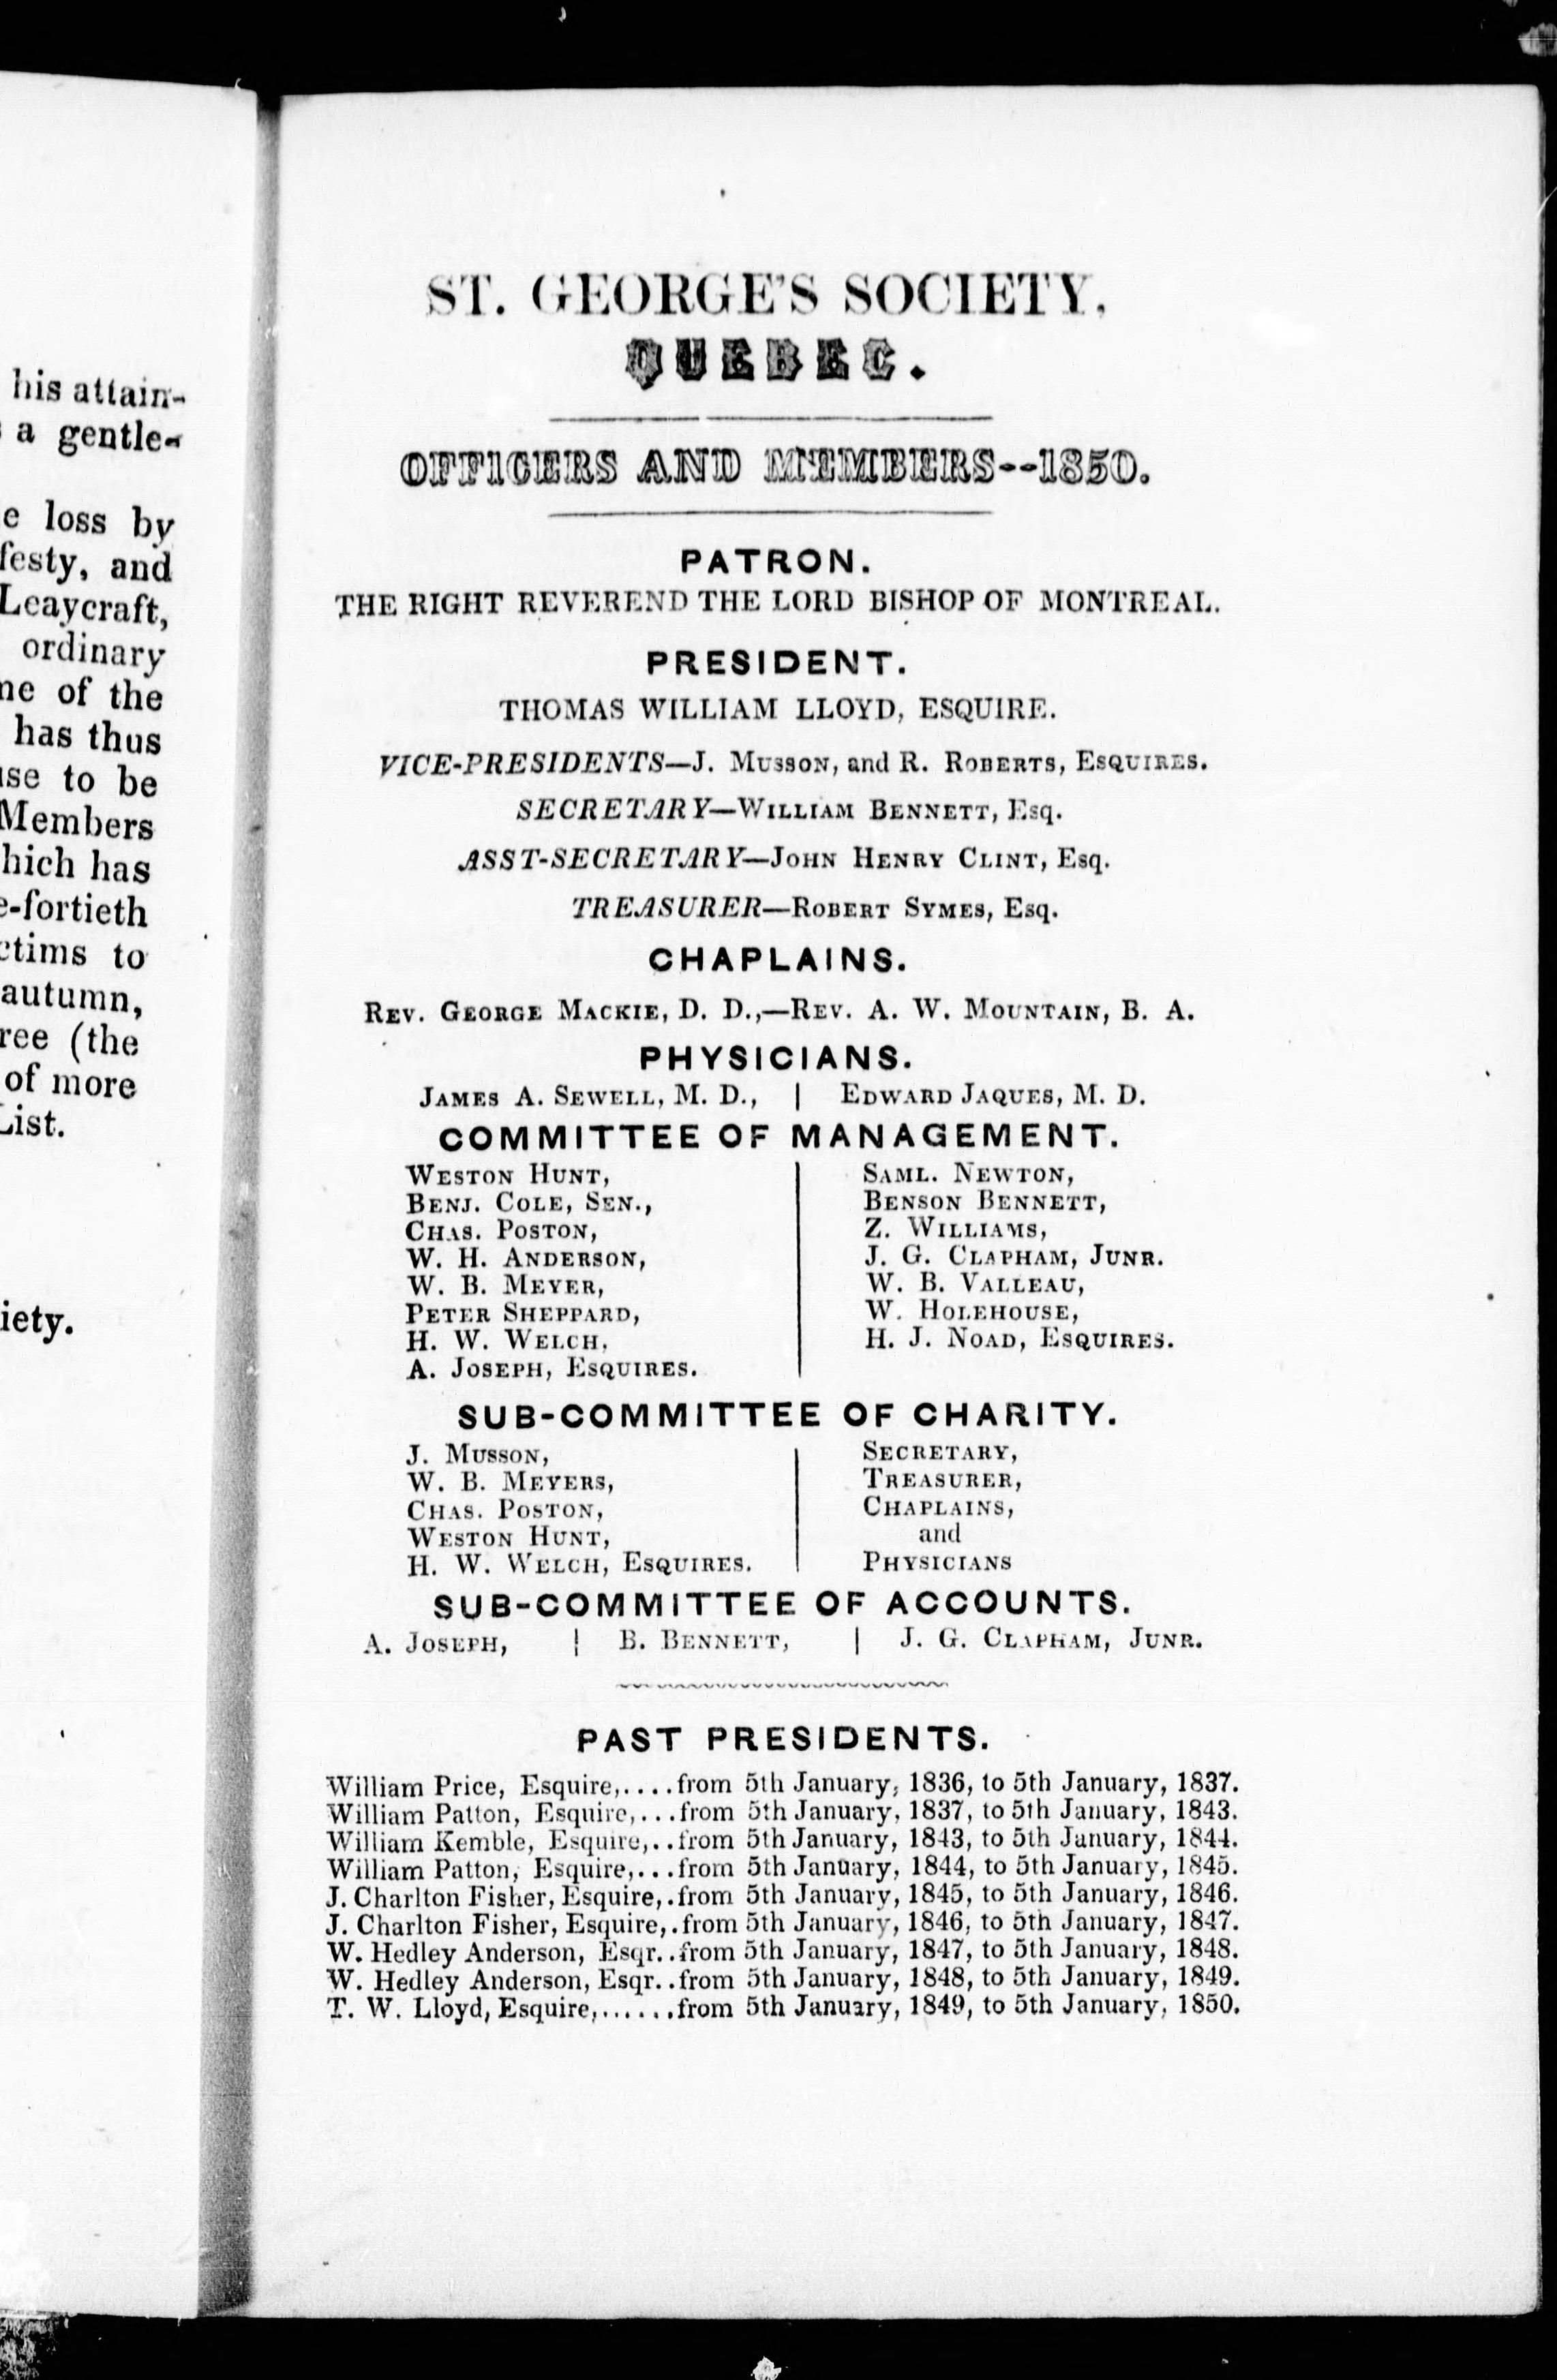 his attain-
a gentle-
e loss by
festy, and
Leaycraft,
ordinary
ne of the
has thus
use to be
Members
hich has
e-fortieth
ctims to
autumn,
ree (the
of more
List.
iety.
ST. GEORGE'S SOCIETY,
QUEBEC.
OFFICERS AND MEMBERS--1850.
PATRON.
THE RIGHT REVEREND THE LORD BISHOP OF MONTREAL.
PRESIDENT.
THOMAS WILLIAM LLOYD, ESQUIRE.
VICE-PRESIDENTS—J. MUSSON, and R. ROBERTS, ESQUIRES.
SECRETARY—WILLIAM BENNETT, Esq.
ASST-SECRETARY—JOHN HENRY CLINT, Esq.
TREASURER—ROBERT SYMES, Esq.
CHAPLAINS.
REV. GEORGE MACKIE, D. D.,—REV. A. W. MOUNTAIN, B. A.
PHYSICIANS.
JAMES A. SEWELL, M. D., | EDWARD JAQUES, M. D.
COMMITTEE OF MANAGEMENT.
WESTON HUNT,
BENJ. COLE, SEN.,
CHAS. POSTON,
W. H. ANDERSON,
W. B. MEYER,
PETER SHEPPARD,
H. W. WELCH,
A. JOSEPH, ESQUIRES.
SAML. NEWTON,
BENSON BENNETT,
Z. WILLIAMS,
J. G. CLAPHAM, JUNR.
W. B. VALLEAU,
W. HOLEHOUSE,
H. J. NOAD, ESQUIRES.
SUB-COMMITTEE OF CHARITY.
J. MUSSON,
W. B. MEYERS,
CHAS. POSTON,
WESTON HUNT,
H. W. WELCH, ESQUIRES.
SECRETARY,
TREASURER,
CHAPLAINS,
and
PHYSICIANS
SUB-COMMITTEE OF ACCOUNTS.
A. JOSEPH, | B. BENNETT, | J. G. CLAPHAM, JUNR.
PAST PRESIDENTS.
William Price, Esquire,....from 5th January, 1836, to 5th January, 1837.
William Patton, Esquire,...from 5th January, 1837, to 5th January, 1843.
William Kemble, Esquire,..from 5th January, 1843, to 5th January, 1844.
William Patton, Esquire,...from 5th January, 1844, to 5th January, 1845.
J. Charlton Fisher, Esquire,.from 5th January, 1845, to 5th January, 1846.
J. Charlton Fisher, Esquire,.from 5th January, 1846, to 5th January, 1847.
W. Hedley Anderson, Esqr..from 5th January, 1847, to 5th January, 1848.
W. Hedley Anderson, Esqr..from 5th January, 1848, to 5th January, 1849.
T. W. Lloyd, Esquire,......from 5th January, 1849, to 5th January, 1850.